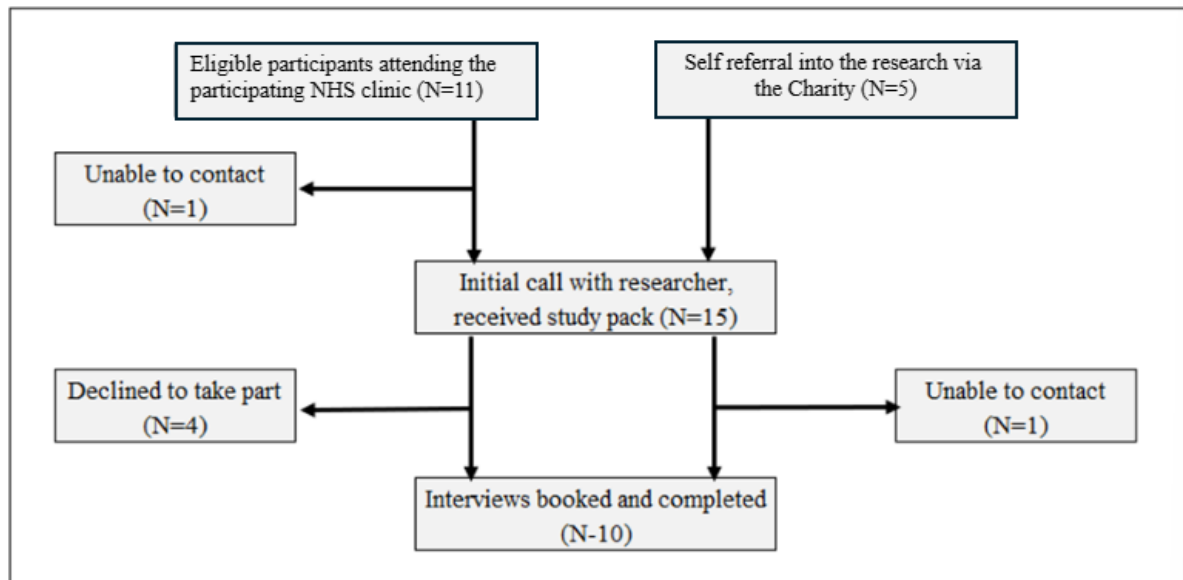 Eligible participants attending the
participating NHS clinic (N=11)
Self referral into the research via
the Charity (N=5)
Unable to contact
(N=1)
Initial call with researcher,
received study pack (N=15)
Declined to take part
(N=4)
Unable to contact
(N=1)
Interviews booked and completed
(N-10)